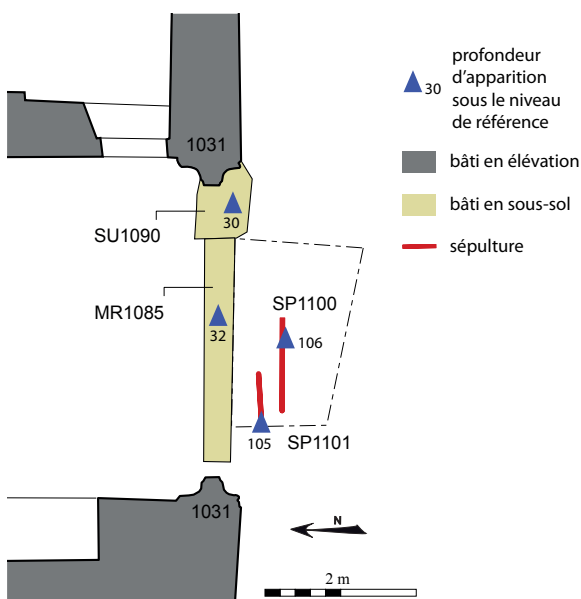 1031
SU1090
30
MR1085
32
SP1100
106
105
SP1101
1031
N
2 m
profondeur
d'apparition
sous le niveau
de référence
30
bâti en élévation
bâti en sous-sol
sépulture